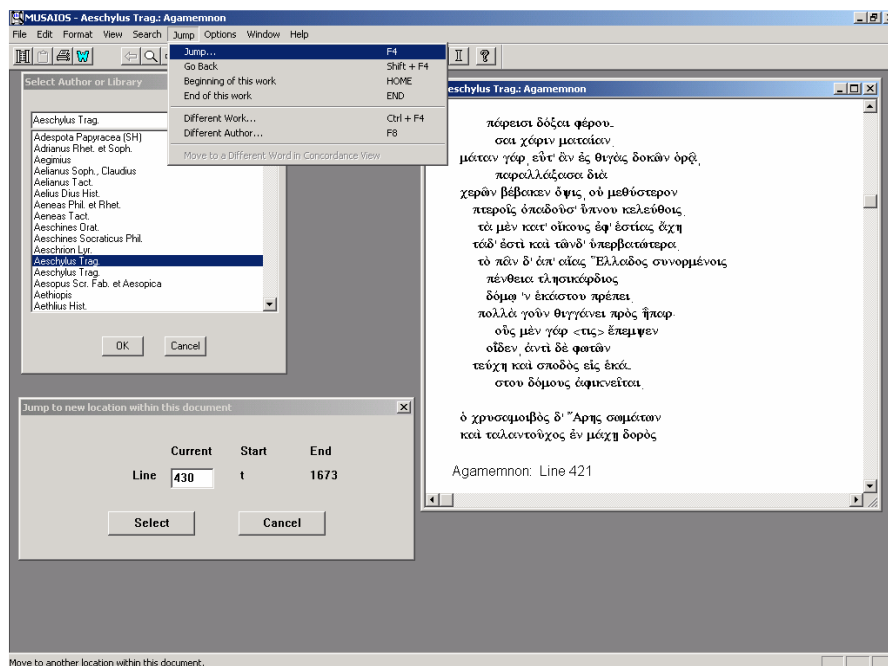 MUSAIOS - Aeschylus Trag.: Agamemnon
File Edit Format View Search Jump Options Window Help
Jump... F4
Go Back Shift + F4
Beginning of this work HOME
End of this work END
Different Work... Ctrl + F4
Different Author... F8
Move to a Different Word in Concordance View
Select Author or Library
Aeschylus Trag.
Adespota Papyracea (SH)
Adrianus Rhet. et Soph.
Aegimius
Aelianus Soph., Claudius
Aelianus Tact.
Aelius Dius Hist.
Aeneas Phil. et Rhet.
Aeneas Tact.
Aeschines Orat.
Aeschines Socraticus Phil.
Aeschrion Lyr.
Aeschylus Trag.
Aeschylus Trag.
Aesopus Scr. Fab. et Aesopica
Aethiopis
Aethlius Hist.
OK Cancel
Jump to new location within this document
Current Start End
Line 430 t 1673
Select Cancel
eschylus Trag.: Agamemnon
πάρεισι δόξαι φέρου-
σαι χάριν ματαίαν.
μάταν γάρ, εὖτ' ἂν ἐς θιγὰς δοκῶν ὁρᾷ,
παραλλάξασα διὰ
χερῶν βέβακεν ὄψις, οὐ μεθύστερον
πτεροῖς ὀπαδοῦσ' ὕπνου κελεύθοις.
τὰ μὲν κατ' οἴκους ἐφ' ἑστίας ἄχη
τάδ' ἐστὶ καὶ τῶνδ' ὑπερβατώτερα.
τὸ πᾶν δ' ἀπ' αἴας Ἕλλαδος συνορμένοις
πένθεια τλησικάρδιος
δόμῳ 'ν ἑκάστου πρέπει.
πολλὰ γοῦν θιγγάνει πρὸς ἧπαρ·
οὓς μὲν γάρ <τις> ἔπεμψεν
οἶδεν, ἀντὶ δὲ φωτῶν
τεύχη καὶ σποδὸς εἰς ἑκά-
στου δόμους ἀφικνεῖται.
ὁ χρυσαμοιβὸς δ' Ἄρης σωμάτων
καὶ ταλαντοῦχος ἐν μάχῃ δορὸς
Agamemnon: Line 421
Move to another location within this document.